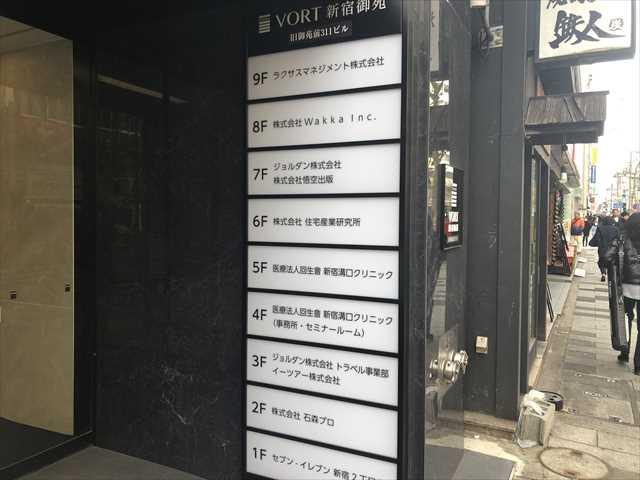 VORT 新宿御苑
旧御苑前311ビル
9F ラクサスマネジメント株式会社
8F 株式会社Wakka Inc.
7F ジョルダン株式会社
株式会社悟空出版
6F 株式会社 住宅産業研究所
5F 医療法人回生會 新宿溝口クリニック
4F 医療法人回生會 新宿溝口クリニック
(事務所・セミナールーム)
3F ジョルダン株式会社 トラベル事業部
イーツアー株式会社
2F 株式会社 石森プロ
1F セブン-イレブン 新宿2丁
鉄人